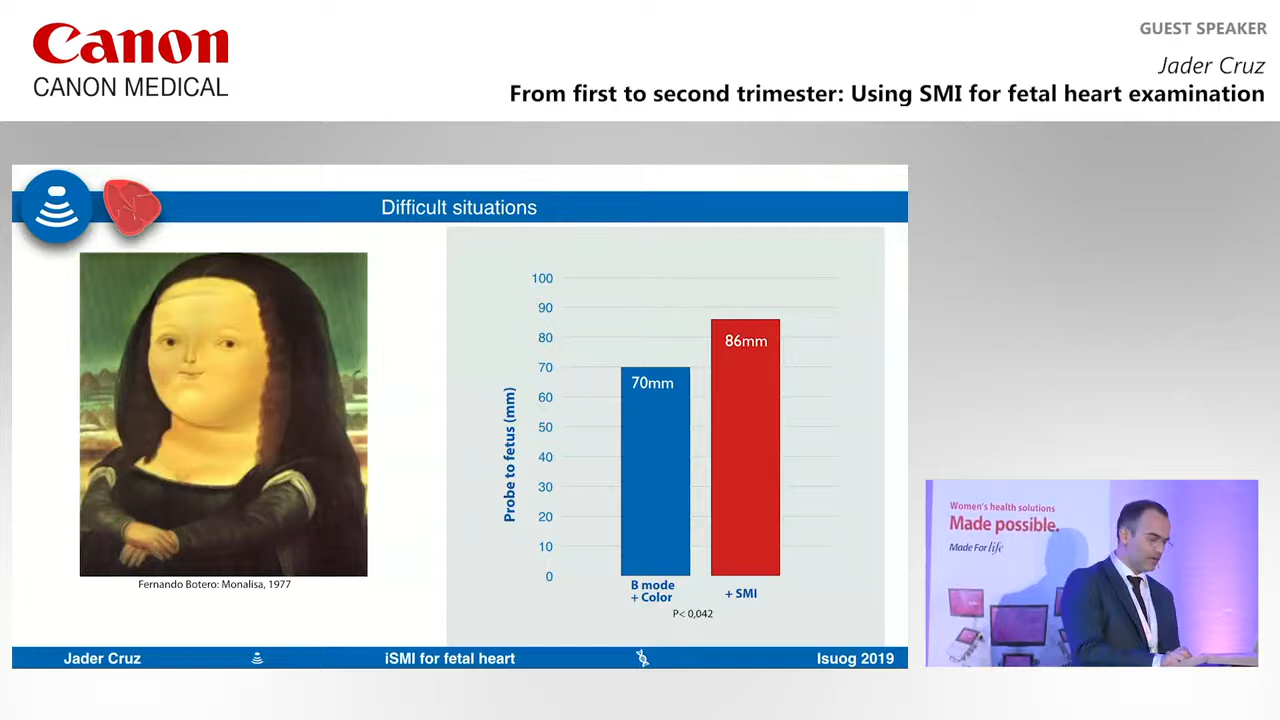 Canon
CANON MEDICAL
GUEST SPEAKER
Jader Cruz
From first to second trimester: Using SMI for fetal heart examination
Difficult situations
Fernando Botero: Monalisa, 1977
Probe to fetus (mm)
100
90
80
70
60
50
40
30
20
10
0
70mm
86mm
B mode
+ Color
+ SMI
P< 0,042
Women's health solutions
Made possible.
Made For life
Jader Cruz
iSMI for fetal heart
Isuog 2019